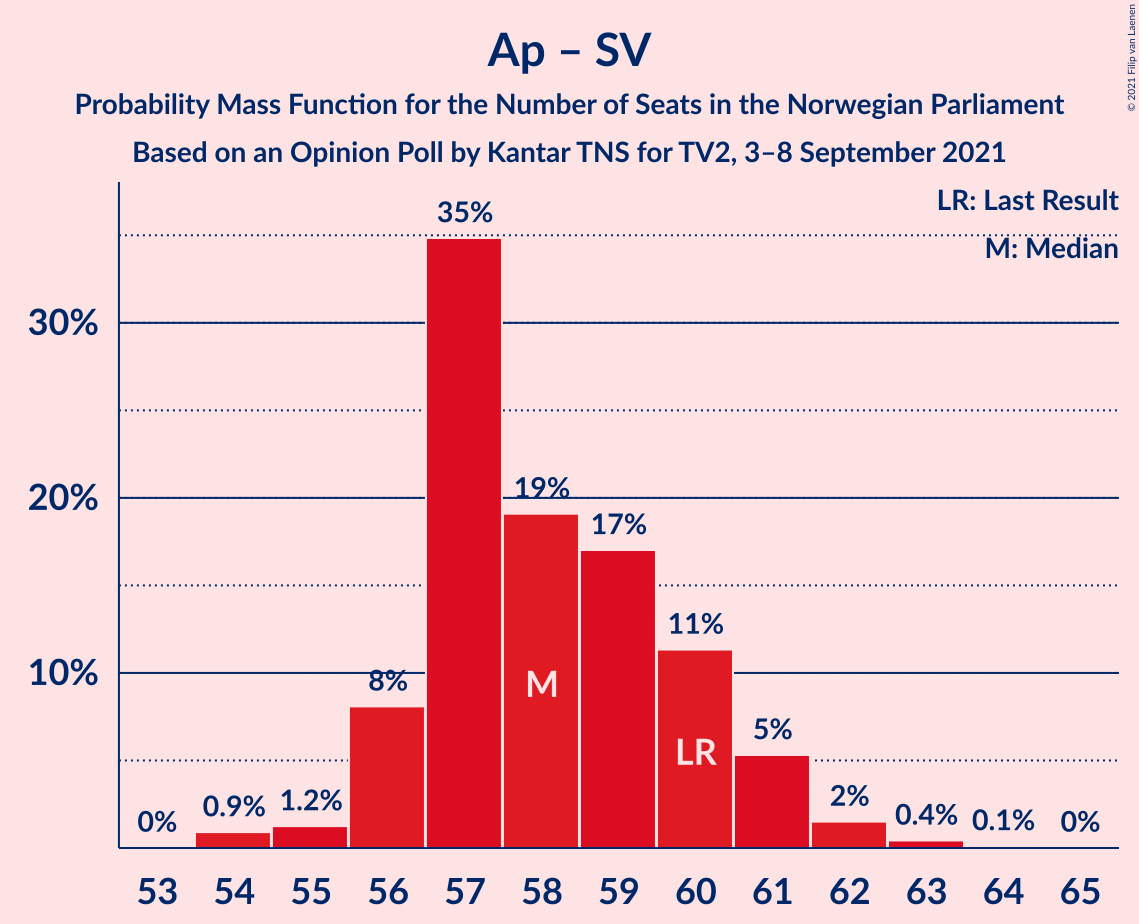 Ap – SV
Probability Mass Function for the Number of Seats in the Norwegian Parliament
Based on an Opinion Poll by Kantar TNS for TV2, 3–8 September 2021
© 2021 Filip van Laenen
LR: Last Result
M: Median
30%
20%
10%
0%
0.9%
1.2%
8%
35%
19%
17%
11%
5%
2%
0.4%
0.1%
0%
M
LR
53 54 55 56 57 58 59 60 61 62 63 64 65